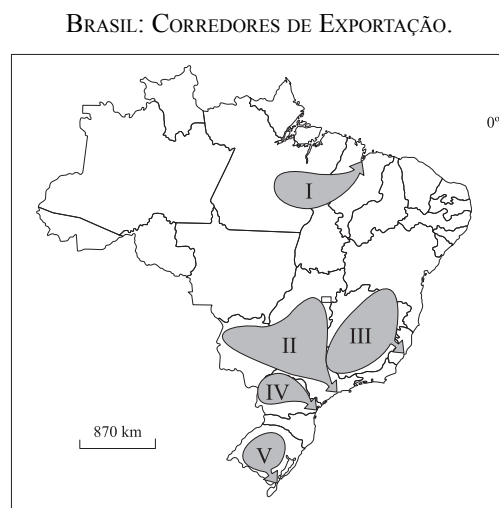 BRASIL: CORREDORES DE EXPORTAÇÃO.
0º
I
III
II
IV
870 km
V